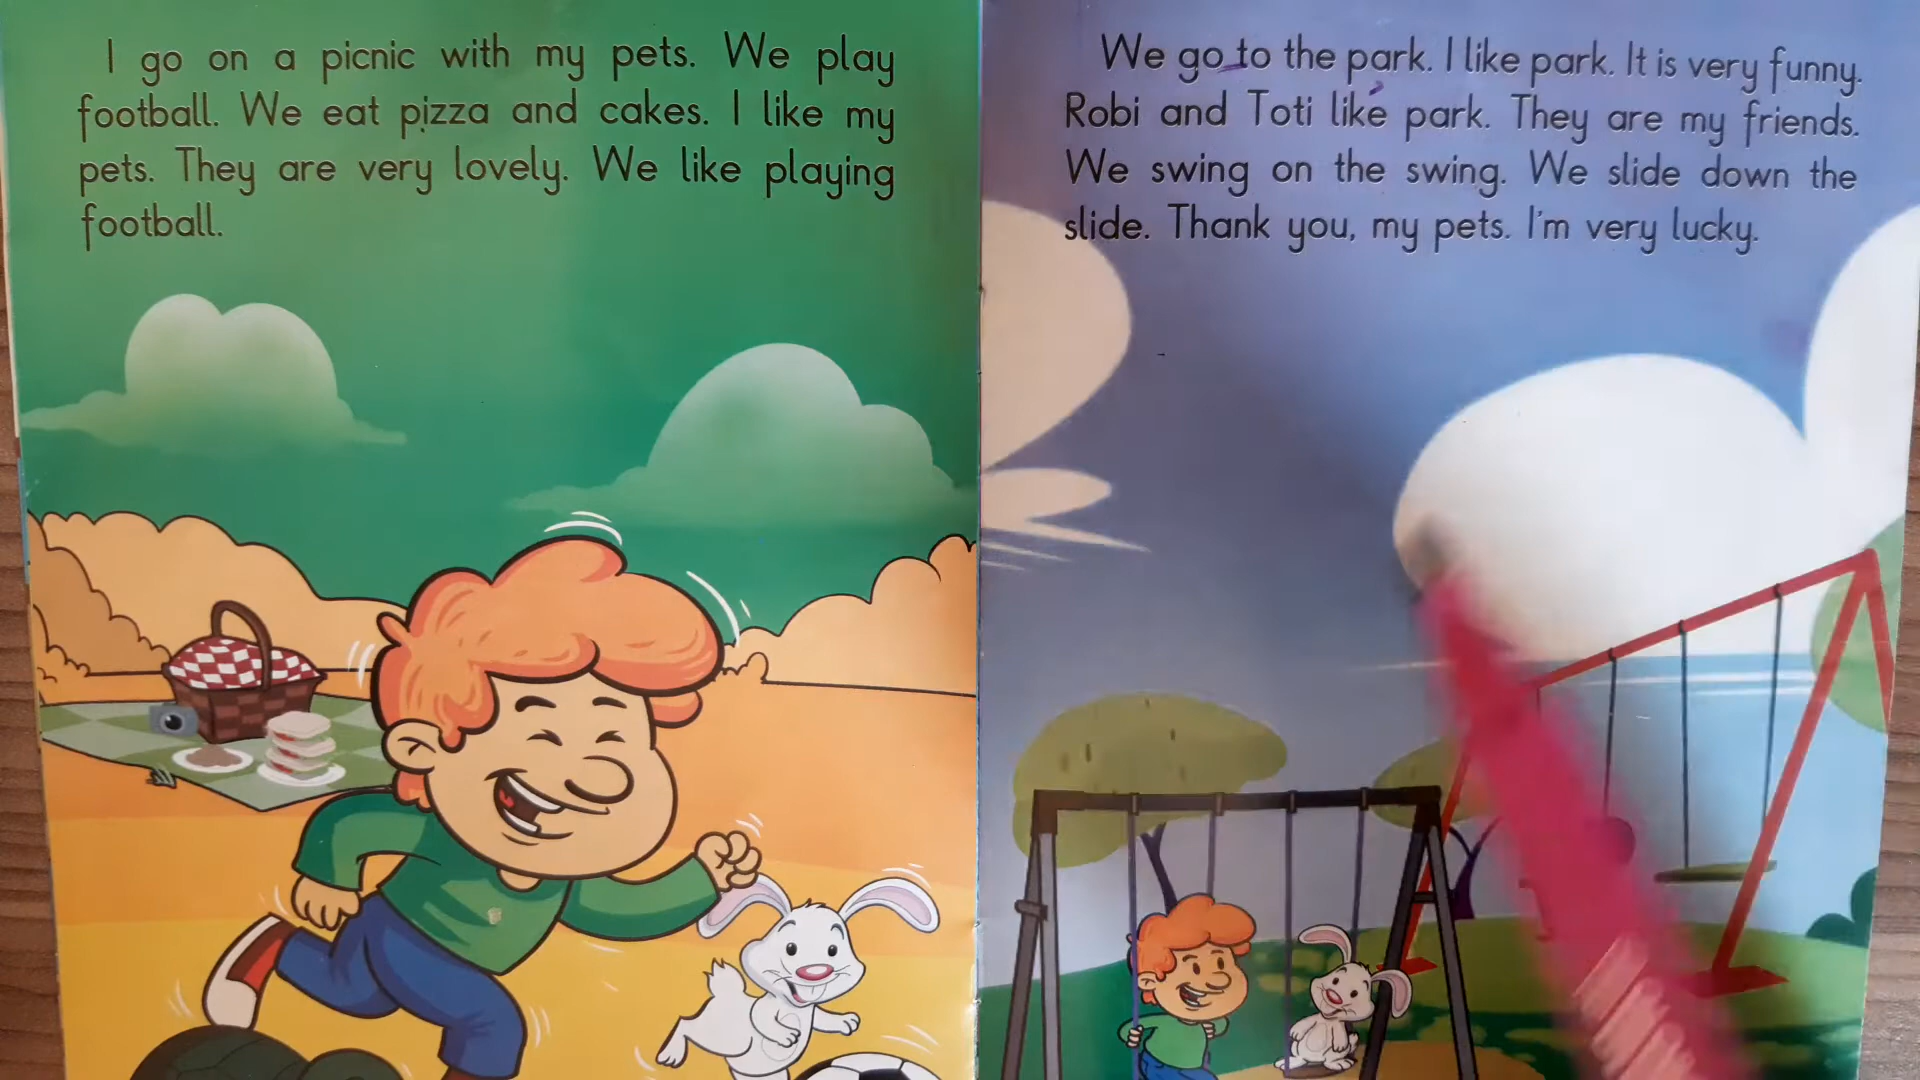 I go on a picnic with my pets. We play
football. We eat pizza and cakes. I like my
pets. They are very lovely. We like playing
football.
We go to the park. I like park. It is very funny.
Robi and Toti like park. They are my friends.
We swing on the swing. We slide down the
slide. Thank you, my pets. I'm very lucky.